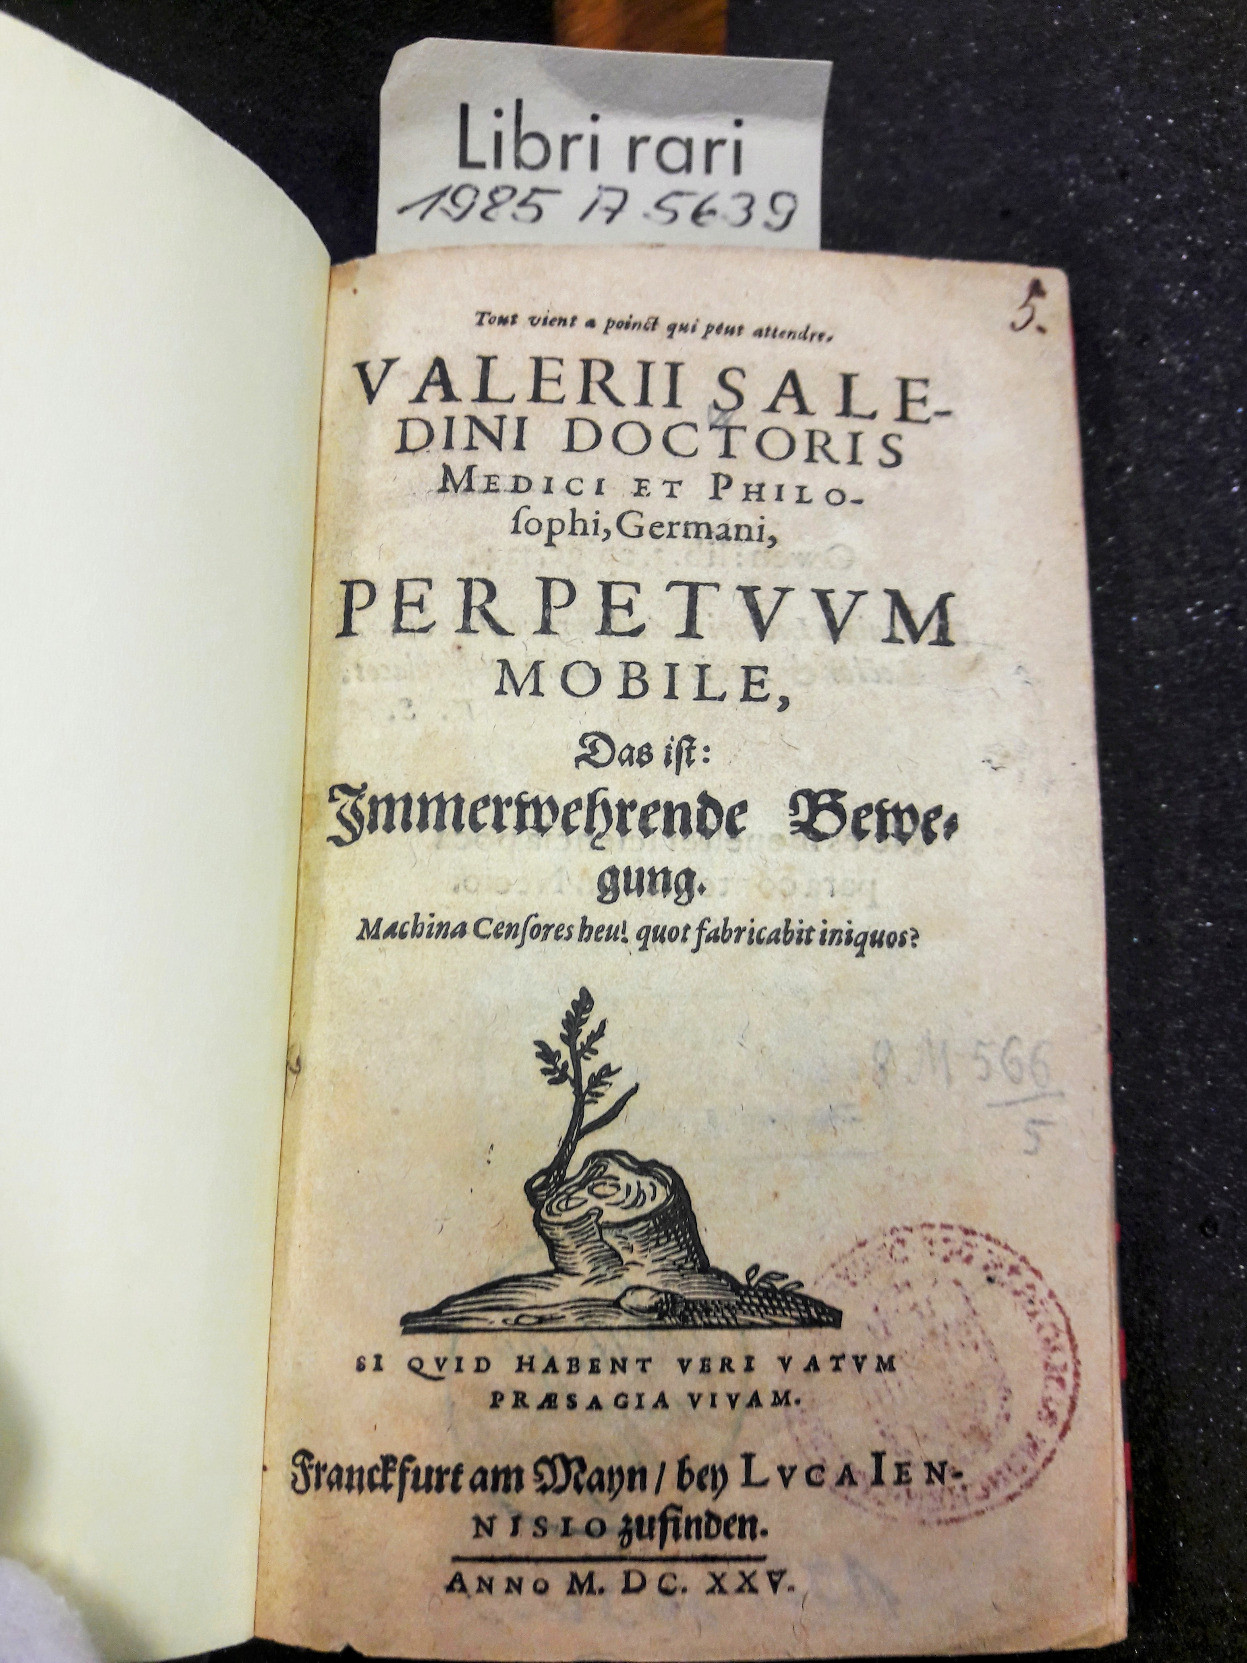 Libri rari
1985 A 5639
5.
Tout vient a poinct qui peut attendre.
VALERII SALE-
DINI DOCTORIS
MEDICI ET PHILO-
ſophi, Germani,
PERPETVVM
MOBILE,
Das iſt:
Jmmerwehrende Bewe-
gung.
Machina Cenſores heu! quot fabricabit iniquos?
8 M 566
5
SI QVID HABENT VERI VATVM
PRÆSAGIA VIVAM.
Franckfurt am Mayn / bey LVCA IEN-
NISIO zufinden.
ANNO M. DC. XXV.